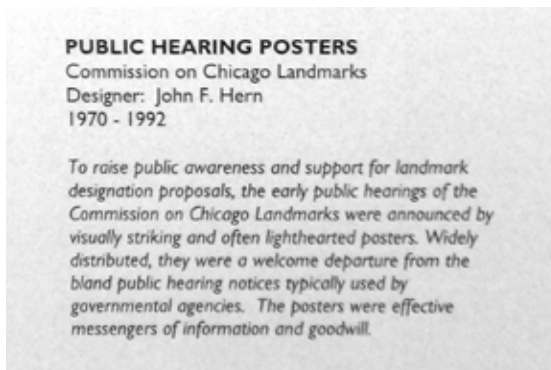 PUBLIC HEARING POSTERS
Commission on Chicago Landmarks
Designer:  John F. Hern
1970 - 1992
To raise public awareness and support for landmark
designation proposals, the early public hearings of the
Commission on Chicago Landmarks were announced by
visually striking and often lighthearted posters. Widely
distributed, they were a welcome departure from the
bland public hearing notices typically used by
governmental agencies.  The posters were effective
messengers of information and goodwill.